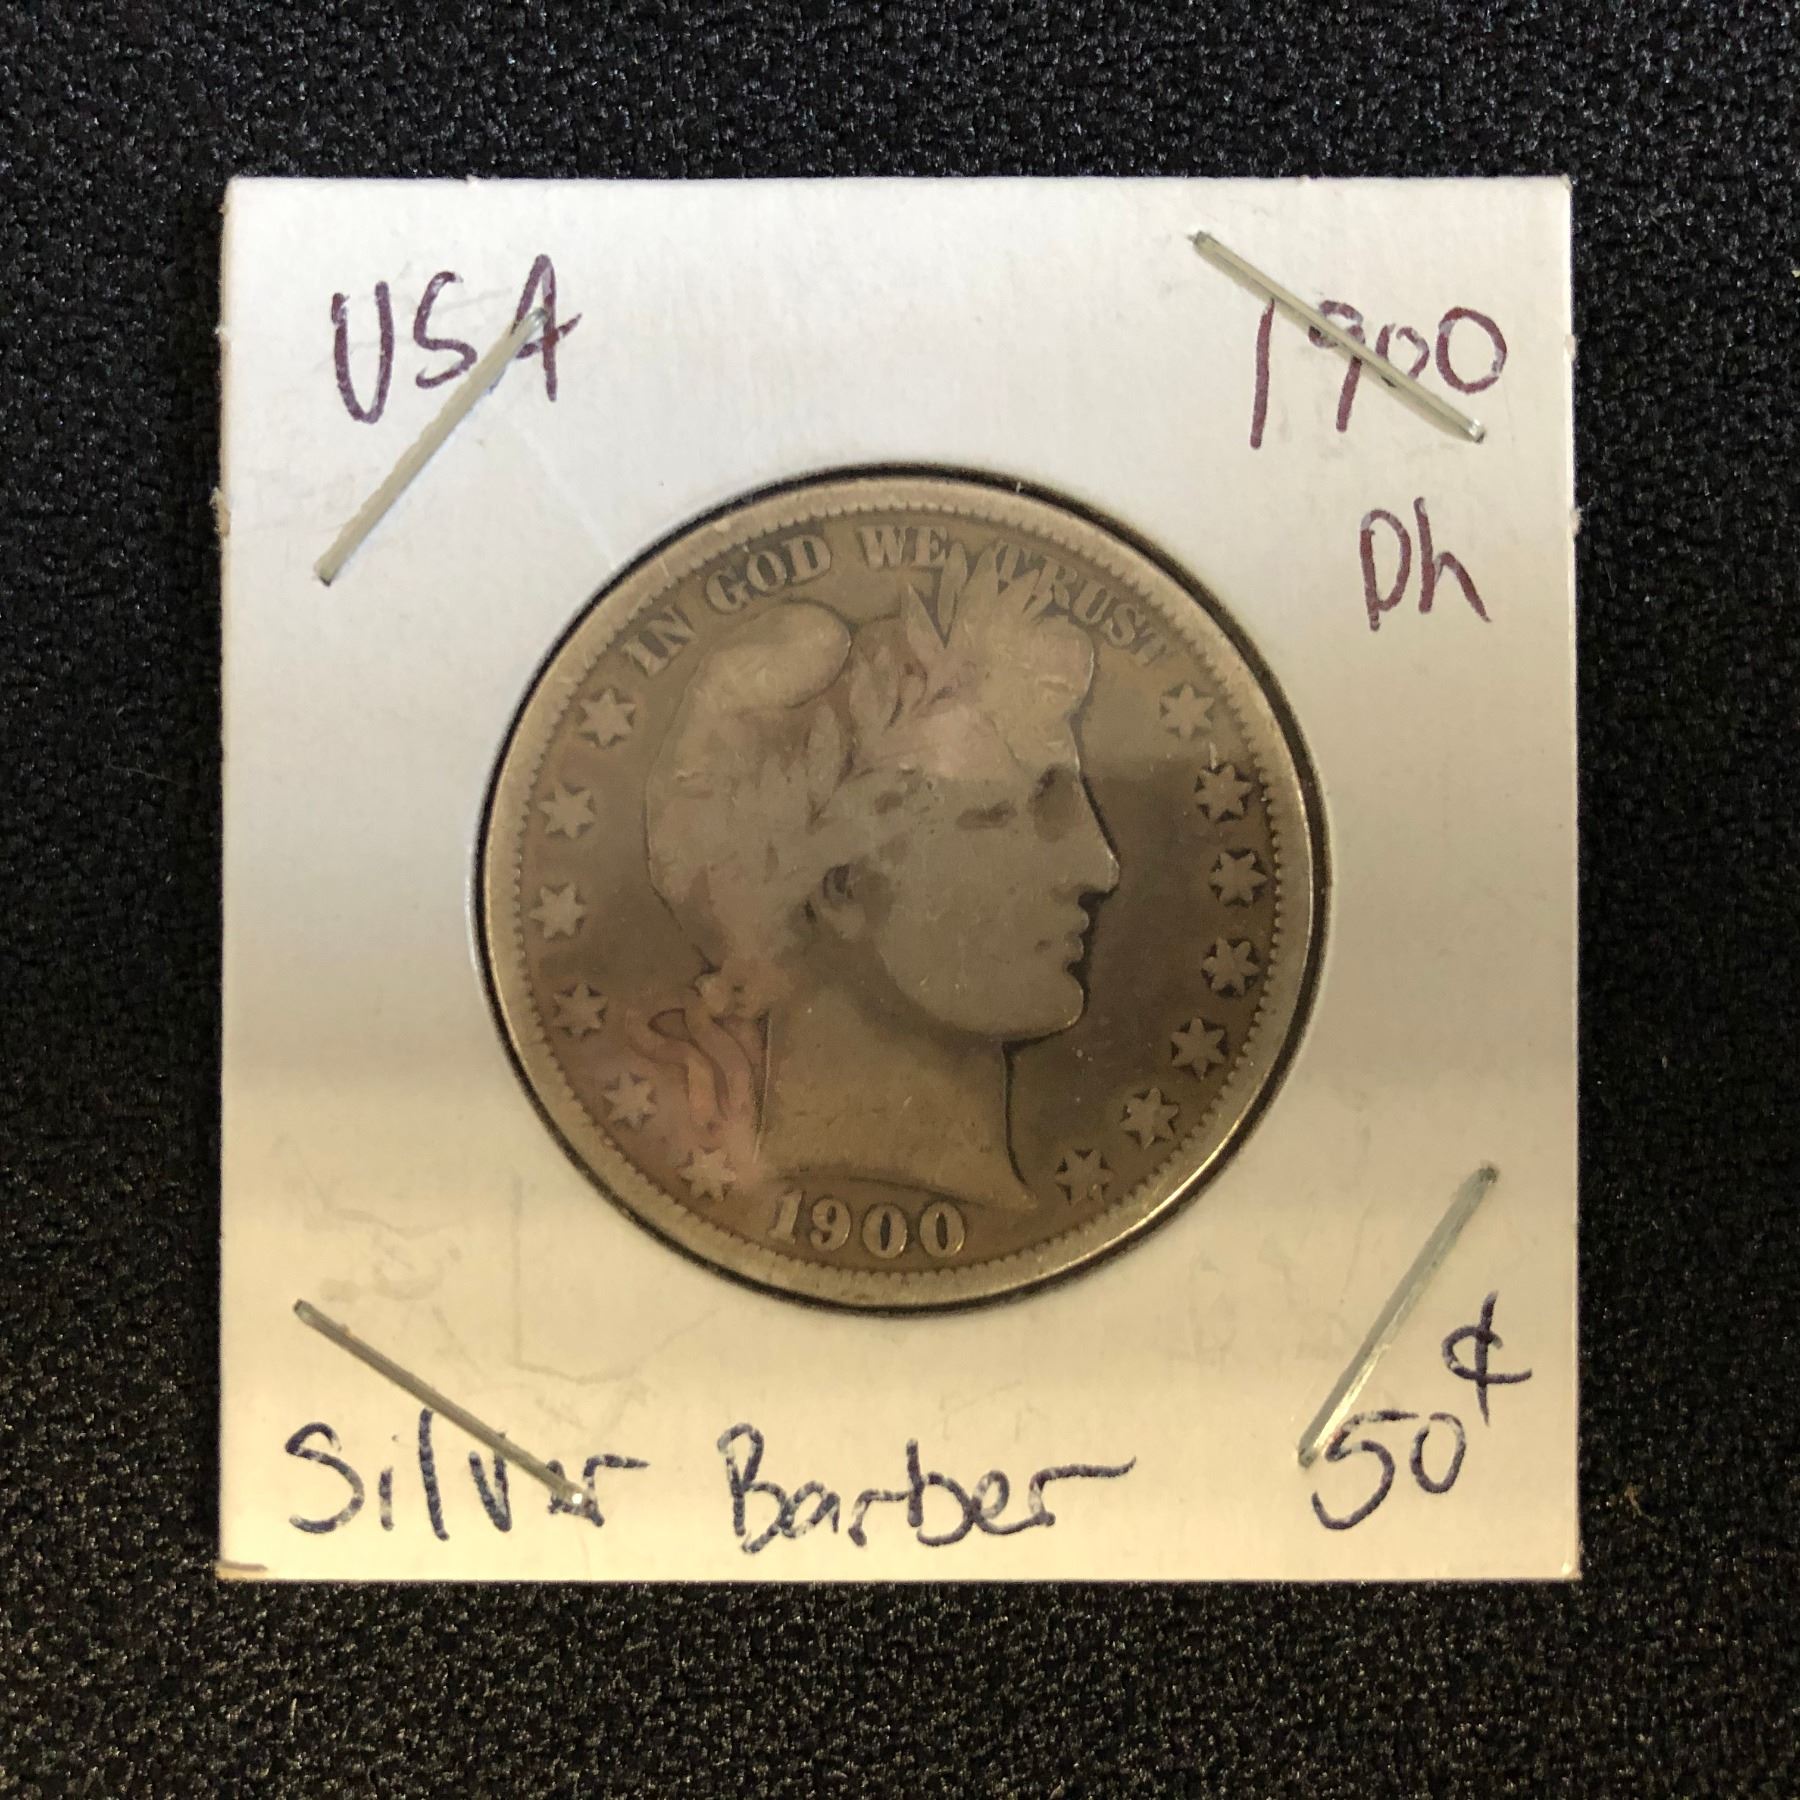 USA 1900
Ph
IN GOD WE TRUST
1900
Silver Barber 50¢